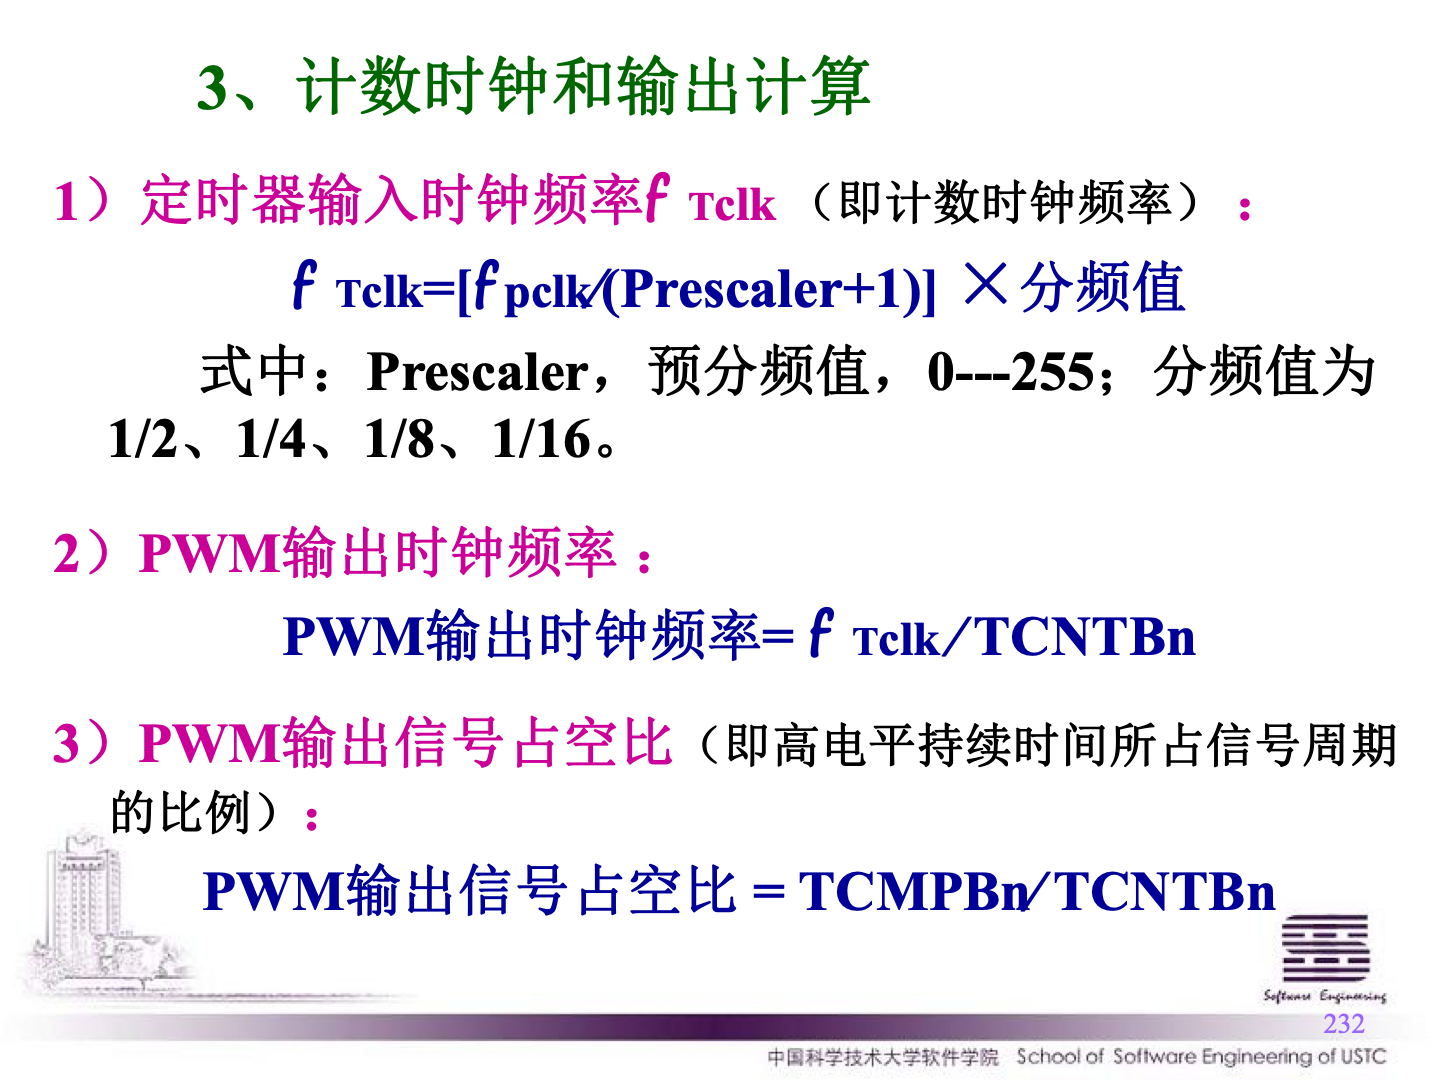 3、计数时钟和输出计算
1）定时器输入时钟频率f Tclk（即计数时钟频率）：
f Tclk=[f pclk/(Prescaler+1)] ×分频值
式中：Prescaler，预分频值，0---255；分频值为
1/2、1/4、1/8、1/16。
2）PWM输出时钟频率：
PWM输出时钟频率= f Tclk/TCNTBn
3）PWM输出信号占空比（即高电平持续时间所占信号周期
的比例）：
PWM输出信号占空比 = TCMPBn/TCNTBn
Software Engineering
232
中国科学技术大学软件学院 School of Software Engineering of USTC